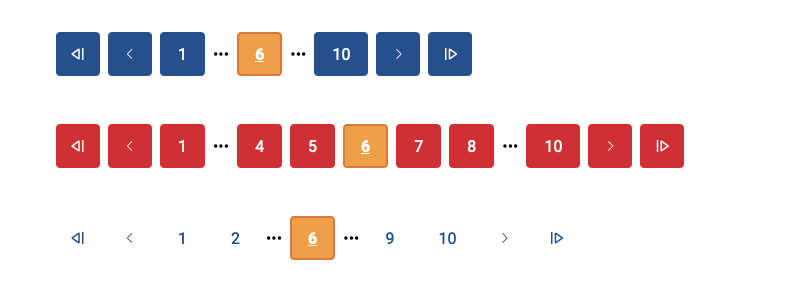 < 1 ••• 6 ••• 10 >
< 1 ••• 4 5 6 7 8 ••• 10 >
< 1 2 ••• 6 ••• 9 10 >